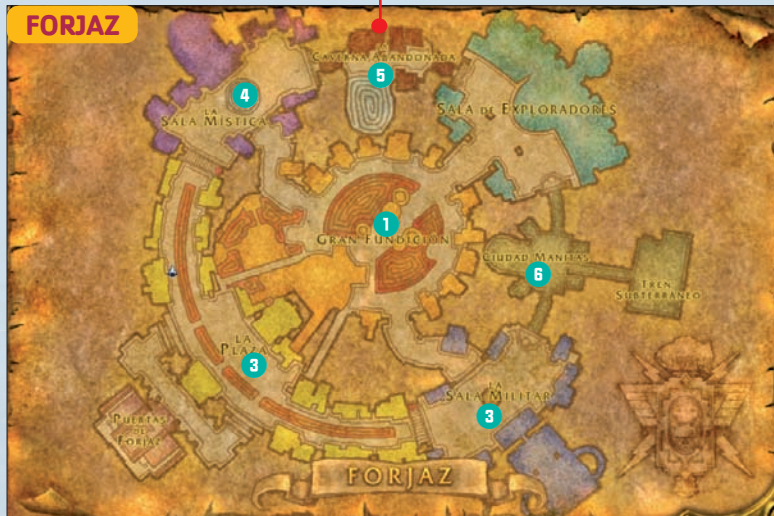 FORJAZ
LA
CAVERNA ABANDONADA
5
4
LA
SALA MÍSTICA
SALA DE EXPLORADORES
1
GRAN FUNDICIÓN
CIUDAD MANITAS
6
TREN
SUBTERRÁNEO
LA
PLAZA
3
LA
SALA MILITAR
3
PUERTAS
DE
FORJAZ
FORJAZ